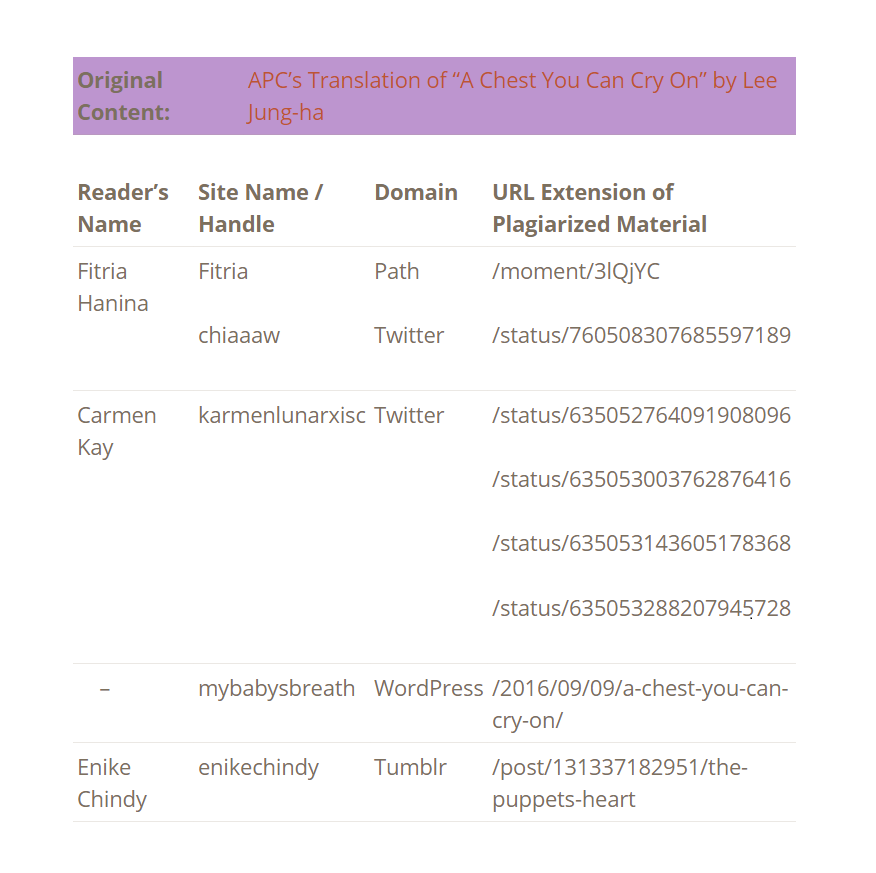 Original Content: APC’s Translation of “A Chest You Can Cry On” by Lee Jung-ha
Reader’s Name Site Name / Handle Domain URL Extension of Plagiarized Material
Fitria Hanina Fitria Path /moment/3lQjYC
chiaaaw Twitter /status/760508307685597189
Carmen Kay karmenlunarxisc Twitter /status/635052764091908096
/status/635053003762876416
/status/635053143605178368
/status/635053288207945728
– mybabysbreath WordPress /2016/09/09/a-chest-you-can-cry-on/
Enike Chindy enikechindy Tumblr /post/131337182951/the-puppets-heart